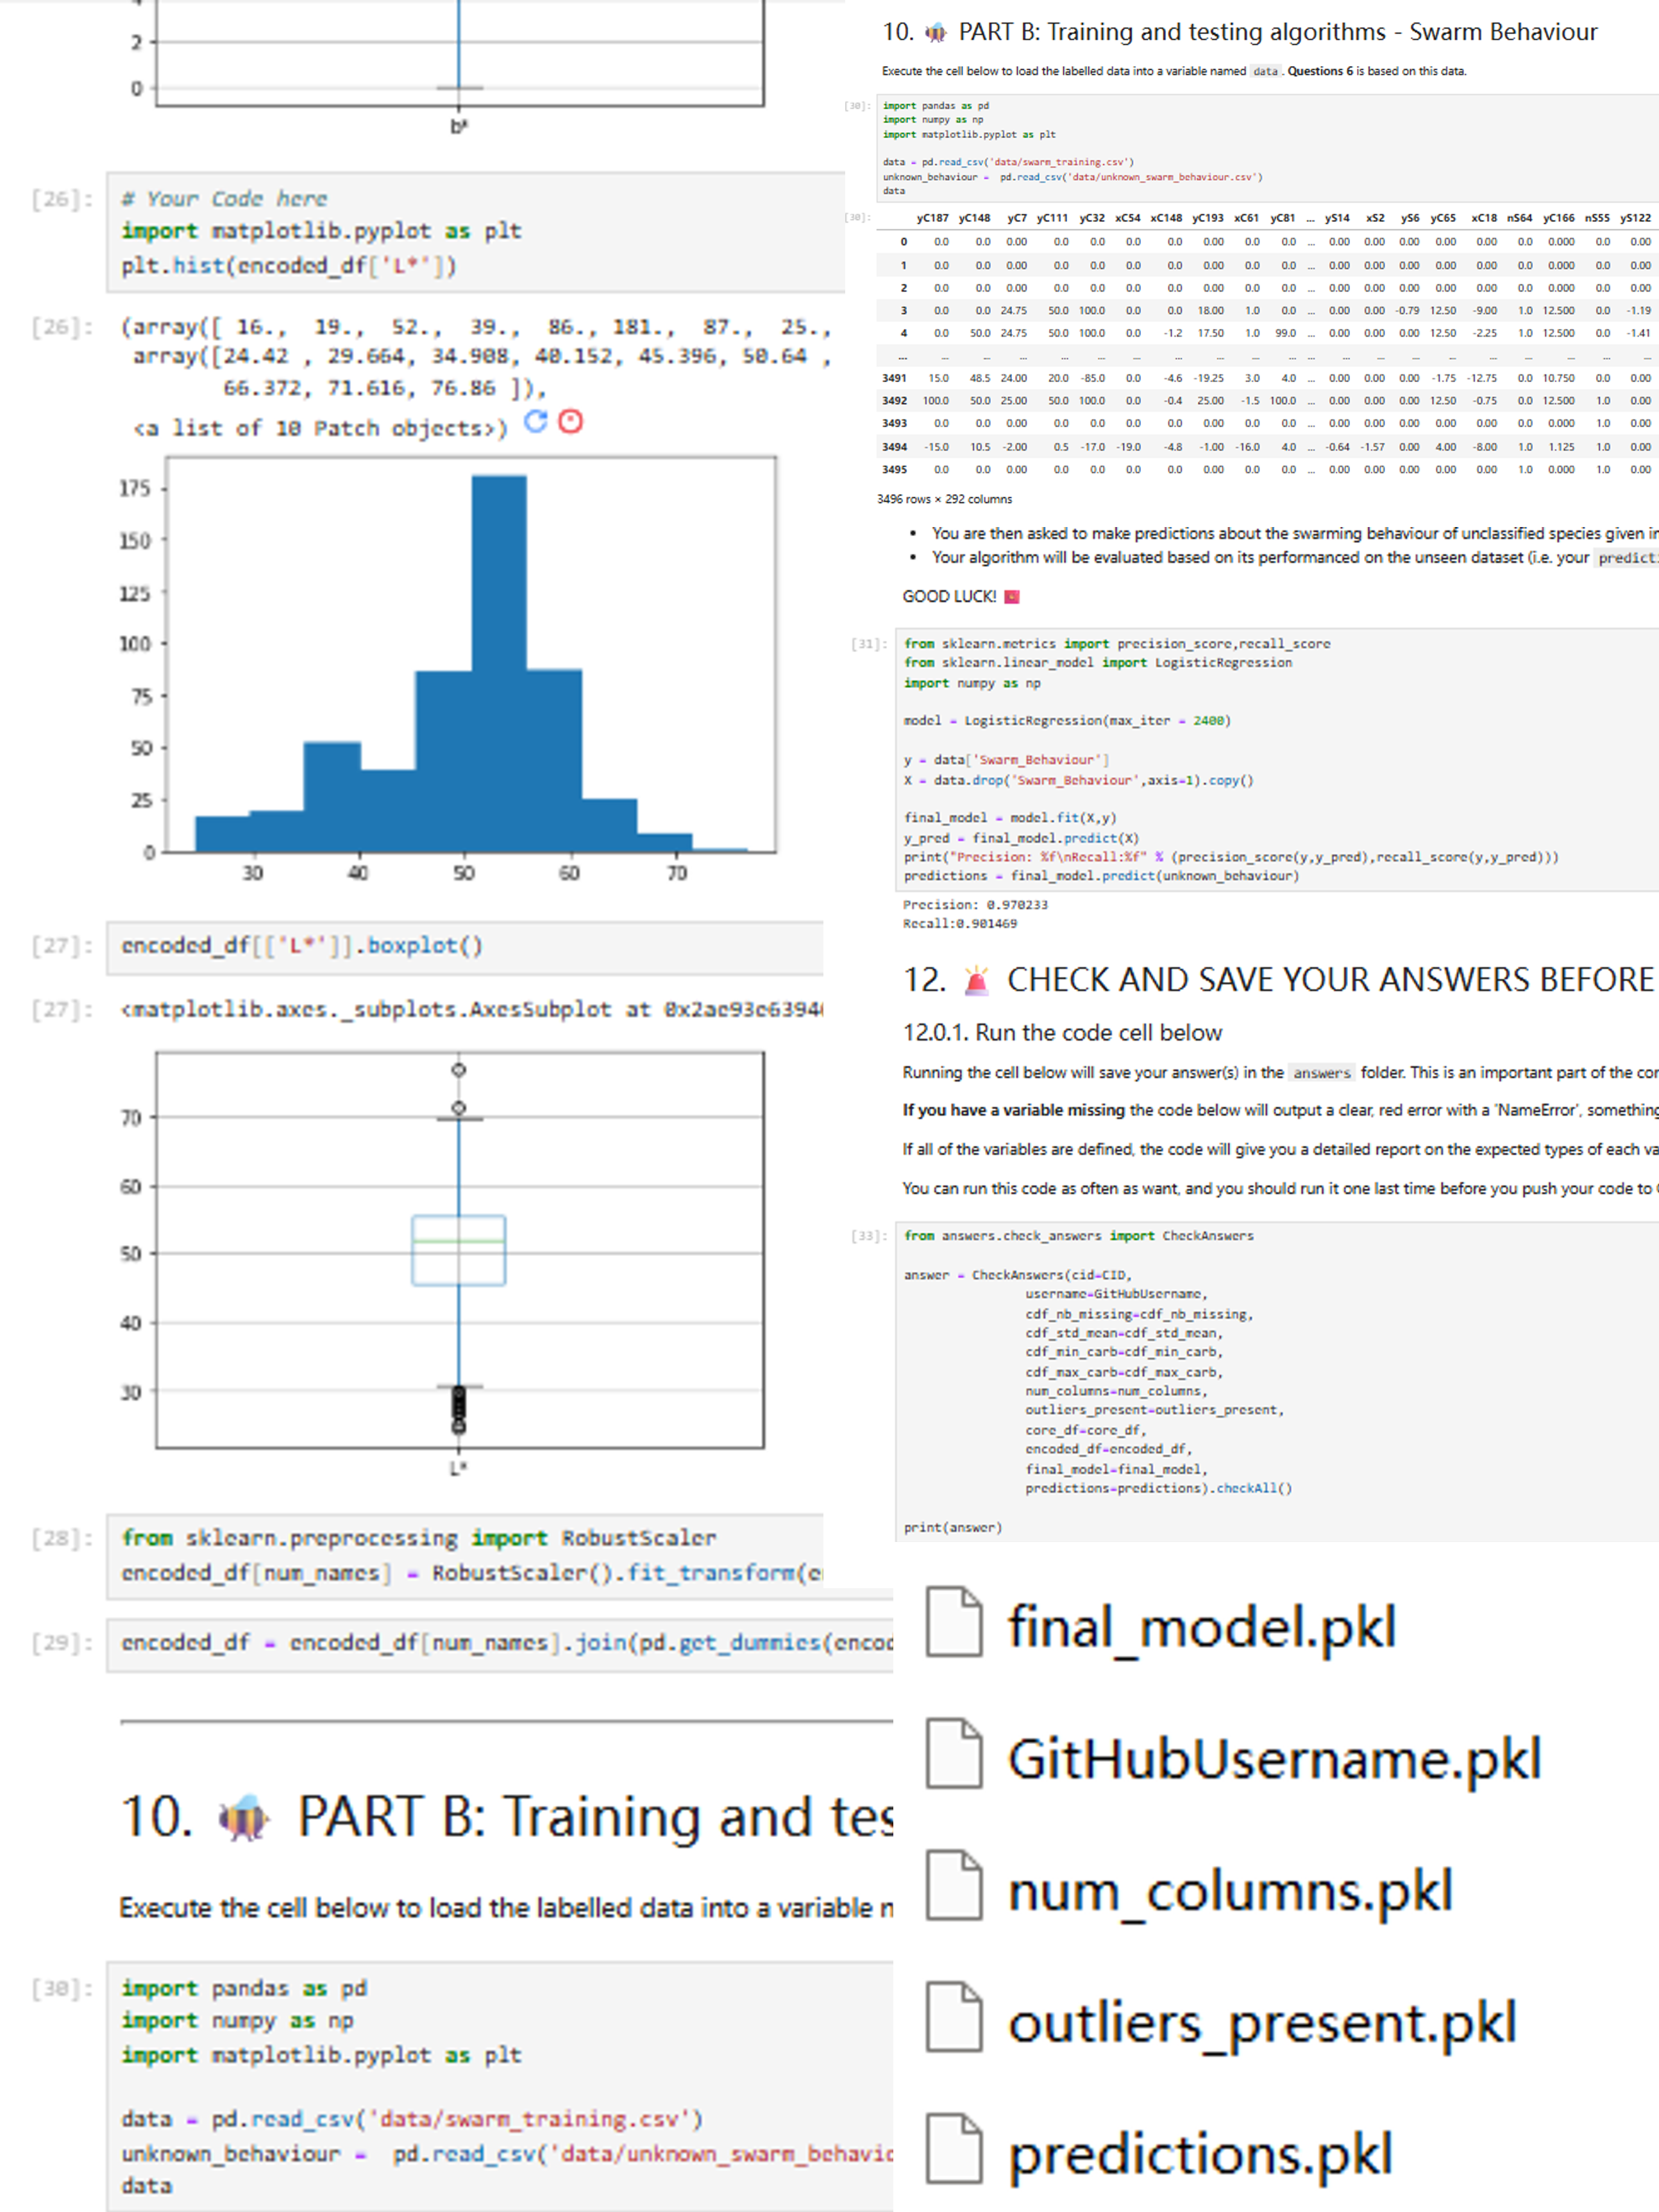 2
0
b*
[26]:
# Your Code here
import matplotlib.pyplot as plt
plt.hist(encoded_df['L*'])
[26]:
(array([ 16., 19., 52., 39., 86., 181., 87., 25.,
array([24.42 , 29.664, 34.908, 40.152, 45.396, 50.64 ,
66.372, 71.616, 76.86 ]),
<a list of 10 Patch objects>)
175
150
125
100
75
50
25
0
30 40 50 60 70
[27]:
encoded_df[['L*']].boxplot()
[27]:
<matplotlib.axes._subplots.AxesSubplot at
70
60
50
40
30
L*
[28]:
from sklearn.preprocessing import RobustScaler
encoded_df[num_names] = RobustScaler().fit_transform(
[29]:
encoded_df = encoded_df[num_names].join(pd.get_dummies(encod
10. PART B: Training and tes
Execute the cell below to load the labelled data into a variable n
[30]:
import pandas as pd
import numpy as np
import matplotlib.pyplot as plt
data = pd.read_csv('data/swarm_training.csv')
unknown_behaviour = pd.read_csv('data/unknown_swarm_behavio
data
10. PART B: Training and testing algorithms - Swarm Behaviour
Execute the cell below to load the labelled data into a variable named data . Questions 6 is based on this data.
[30]:
import pandas as pd
import numpy as np
import matplotlib.pyplot as plt
data = pd.read_csv('data/swarm_training.csv')
unknown_behaviour = pd.read_csv('data/unknown_swarm_behaviour.csv')
data
[30]:
yC187 yC148 yC7 yC111 yC32 xC54 xC148 yC193 xC61 yC81 ... yS14 xS2 yS6 yC65 xC18 nS64 yC166 nS55 yS122
0 0.0 0.0 0.00 0.0 0.0 0.0 0.0 0.00 0.0 0.0 ... 0.00 0.00 0.00 0.00 0.00 0.0 0.000 0.0 0.00
1 0.0 0.0 0.00 0.0 0.0 0.0 0.0 0.00 0.0 0.0 ... 0.00 0.00 0.00 0.00 0.00 0.0 0.000 0.0 0.00
2 0.0 0.0 0.00 0.0 0.0 0.0 0.0 0.00 0.0 0.0 ... 0.00 0.00 0.00 0.00 0.00 0.0 0.000 0.0 0.00
3 0.0 0.0 24.75 50.0 100.0 0.0 0.0 18.00 1.0 0.0 ... 0.00 0.00 -0.79 12.50 -9.00 1.0 12.500 0.0 -1.19
4 0.0 50.0 24.75 50.0 100.0 0.0 -1.2 17.50 1.0 99.0 ... 0.00 0.00 0.00 12.50 -2.25 1.0 12.500 0.0 -1.41
... ... ... ... ... ... ... ... ... ... ... ... ... ... ... ... ... ... ... ... ...
3491 15.0 48.5 24.00 20.0 -85.0 0.0 -4.6 -19.25 3.0 4.0 ... 0.00 0.00 0.00 -1.75 -12.75 0.0 10.750 0.0 0.00
3492 100.0 50.0 25.00 50.0 100.0 0.0 -0.4 25.00 -1.5 100.0 ... 0.00 0.00 0.00 12.50 -0.75 0.0 12.500 1.0 0.00
3493 0.0 0.0 0.00 0.0 0.0 0.0 0.0 0.00 0.0 0.0 ... 0.00 0.00 0.00 0.00 0.00 0.0 0.000 1.0 0.00
3494 -15.0 10.5 -2.00 0.5 -17.0 -19.0 -4.8 -1.00 -16.0 4.0 ... -0.64 -1.57 0.00 4.00 -8.00 1.0 1.125 1.0 0.00
3495 0.0 0.0 0.00 0.0 0.0 0.0 0.0 0.00 0.0 0.0 ... 0.00 0.00 0.00 0.00 0.00 1.0 0.000 1.0 0.00
3496 rows × 292 columns
• You are then asked to make predictions about the swarming behaviour of unclassified species given in
• Your algorithm will be evaluated based on its performanced on the unseen dataset (i.e. your predict
GOOD LUCK!
[31]:
from sklearn.metrics import precision_score,recall_score
from sklearn.linear_model import LogisticRegression
import numpy as np
model = LogisticRegression(max_iter = 2400)
y = data['Swarm_Behaviour']
X = data.drop('Swarm_Behaviour',axis=1).copy()
final_model = model.fit(X,y)
y_pred = final_model.predict(X)
print("Precision: %f\nRecall:%f" % (precision_score(y,y_pred),recall_score(y,y_pred)))
predictions = final_model.predict(unknown_behaviour)
Precision: 0.970233
Recall:0.901469
12. CHECK AND SAVE YOUR ANSWERS BEFORE
12.0.1. Run the code cell below
Running the cell below will save your answer(s) in the answers folder. This is an important part of the cor
If you have a variable missing the code below will output a clear, red error with a 'NameError', something
If all of the variables are defined, the code will give you a detailed report on the expected types of each va
You can run this code as often as want, and you should run it one last time before you push your code to
[33]:
from answers.check_answers import CheckAnswers
answer = CheckAnswers(cid=CID,
username=GitHubUsername,
cdf_nb_missing=cdf_nb_missing,
cdf_std_mean=cdf_std_mean,
cdf_min_carb=cdf_min_carb,
cdf_max_carb=cdf_max_carb,
num_columns=num_columns,
outliers_present=outliers_present,
core_df=core_df,
encoded_df=encoded_df,
final_model=final_model,
predictions=predictions).checkAll()
print(answer)
final_model.pkl
GitHubUsername.pkl
num_columns.pkl
outliers_present.pkl
predictions.pkl